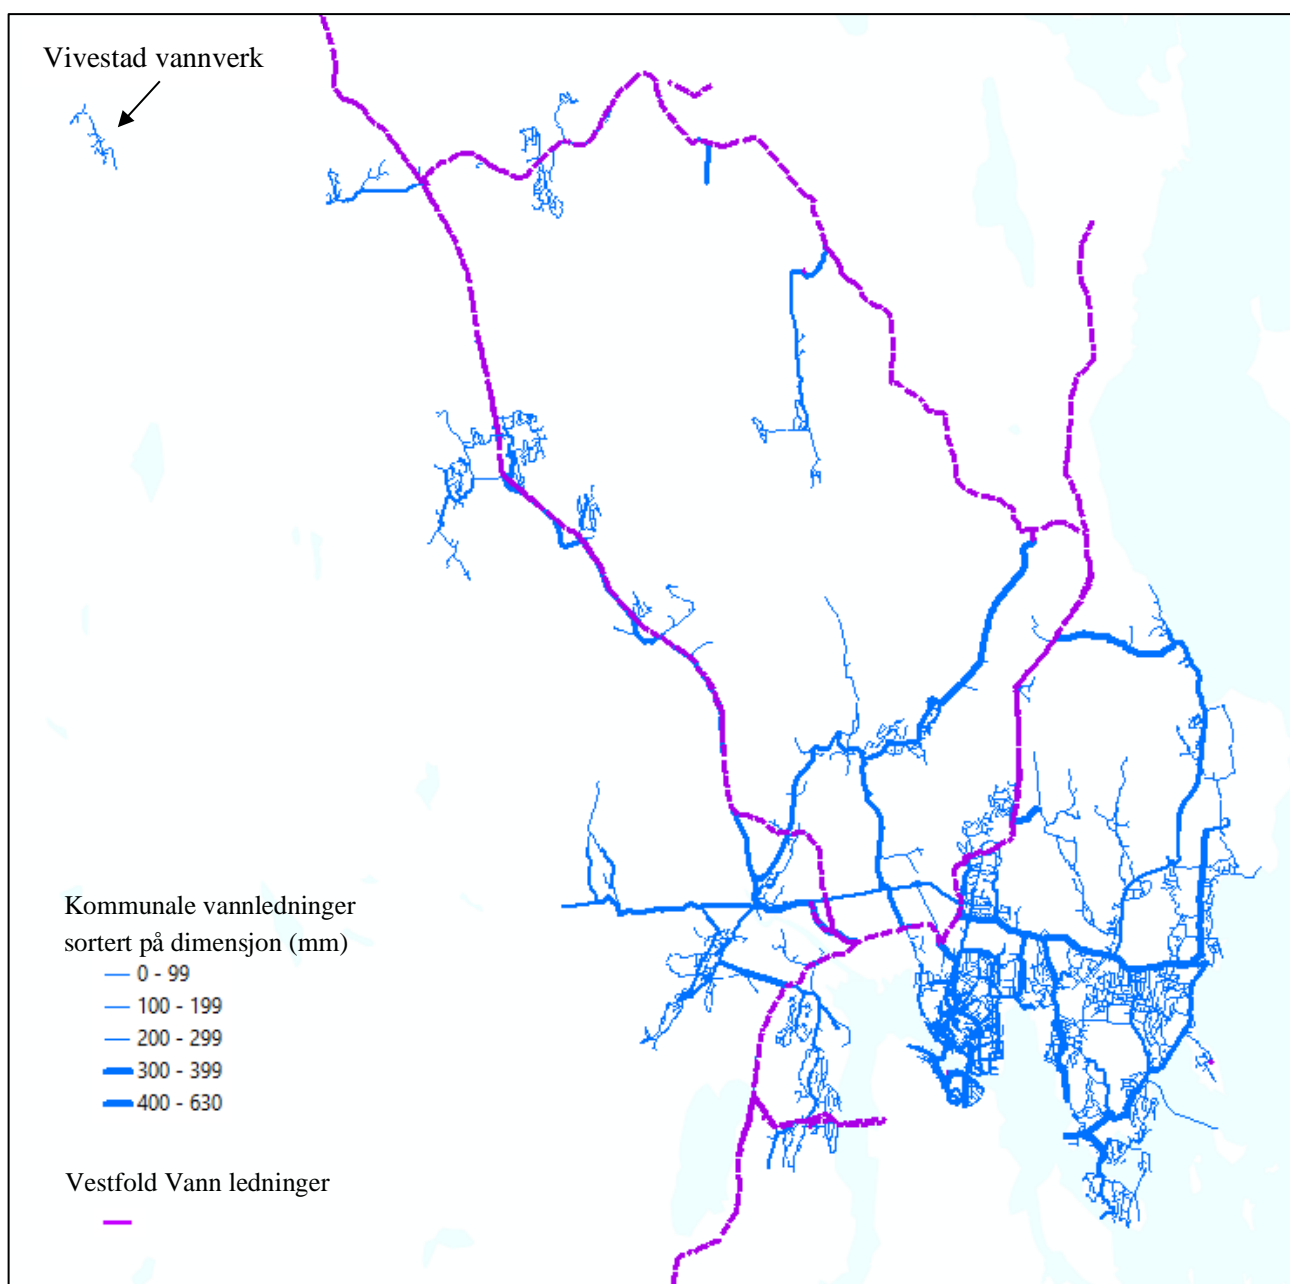 Vivestad vannverk
Kommunale vannledninger
sortert på dimensjon (mm)
0 - 99
100 - 199
200 - 299
300 - 399
400 - 630
Vestfold Vann ledninger